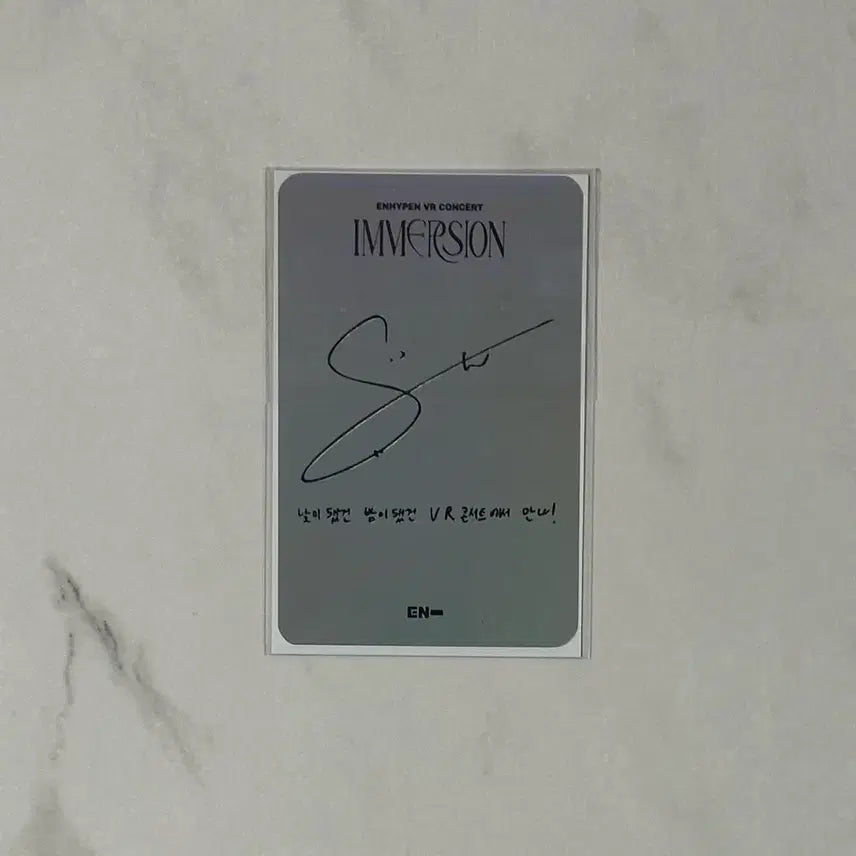 ENHYPEN VR CONCERT
IMMERSION
낮이 됐건 밤이 됐건 VR 콘서트에서 만나!
EN-